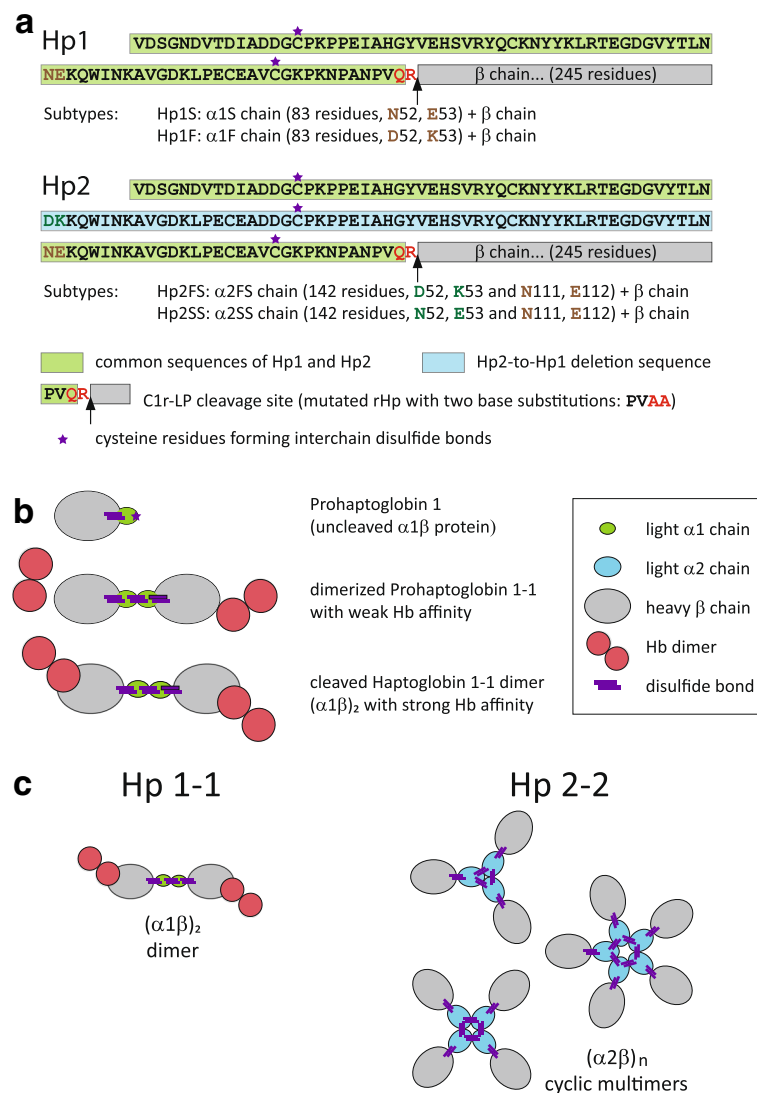 a
Hp1
VDSGNDVTDIADDGCPKPPEIAHGYVEHSVRYQCKNYYKLRTEGDGVYTLN
NEKQWINKAVGDKLPECEAVCGKPKNPANPVQR β chain... (245 residues)
Subtypes: Hp1S: α1S chain (83 residues, N52, E53) + β chain
Hp1F: α1F chain (83 residues, D52, K53) + β chain
Hp2
VDSGNDVTDIADDGCPKPPEIAHGYVEHSVRYQCKNYYKLRTEGDGVYTLN
DKKQWINKAVGDKLPECEAVCGKPKNPANPVDGCPKPPEIAHGYVEHSVRYQCKNYYKLRTEGDGVYTLN
NEKQWINKAVGDKLPECEAVCGKPKNPANPVQR β chain... (245 residues)
Subtypes: Hp2FS: α2FS chain (142 residues, D52, K53 and N111, E112) + β chain
Hp2SS: α2SS chain (142 residues, N52, E53 and N111, E112) + β chain
common sequences of Hp1 and Hp2 Hp2-to-Hp1 deletion sequence
PVQR C1r-LP cleavage site (mutated rHp with two base substitutions: PVAA)
cysteine residues forming interchain disulfide bonds
b
Prohaptoglobin 1
(uncleaved α1β protein)
dimerized Prohaptoglobin 1-1
with weak Hb affinity
cleaved Haptoglobin 1-1 dimer
(α1β)₂ with strong Hb affinity
light α1 chain
light α2 chain
heavy β chain
Hb dimer
disulfide bond
c
Hp 1-1
Hp 2-2
(α1β)₂
dimer
(α2β)n
cyclic multimers